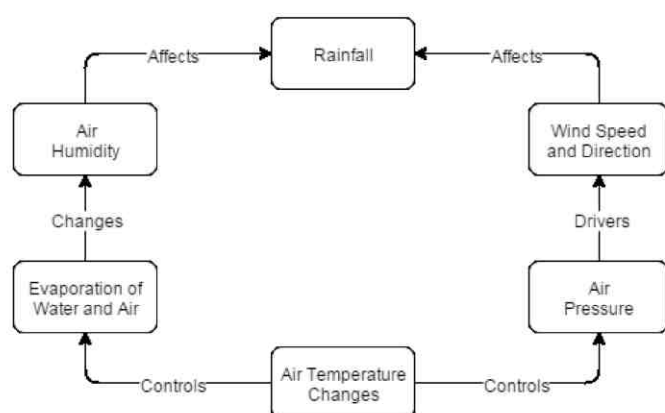 Affects
Rainfall
Affects
Air
Humidity
Wind Speed
and Direction
Changes
Drivers
Evaporation of
Water and Air
Air
Pressure
Controls
Air Temperature
Changes
Controls